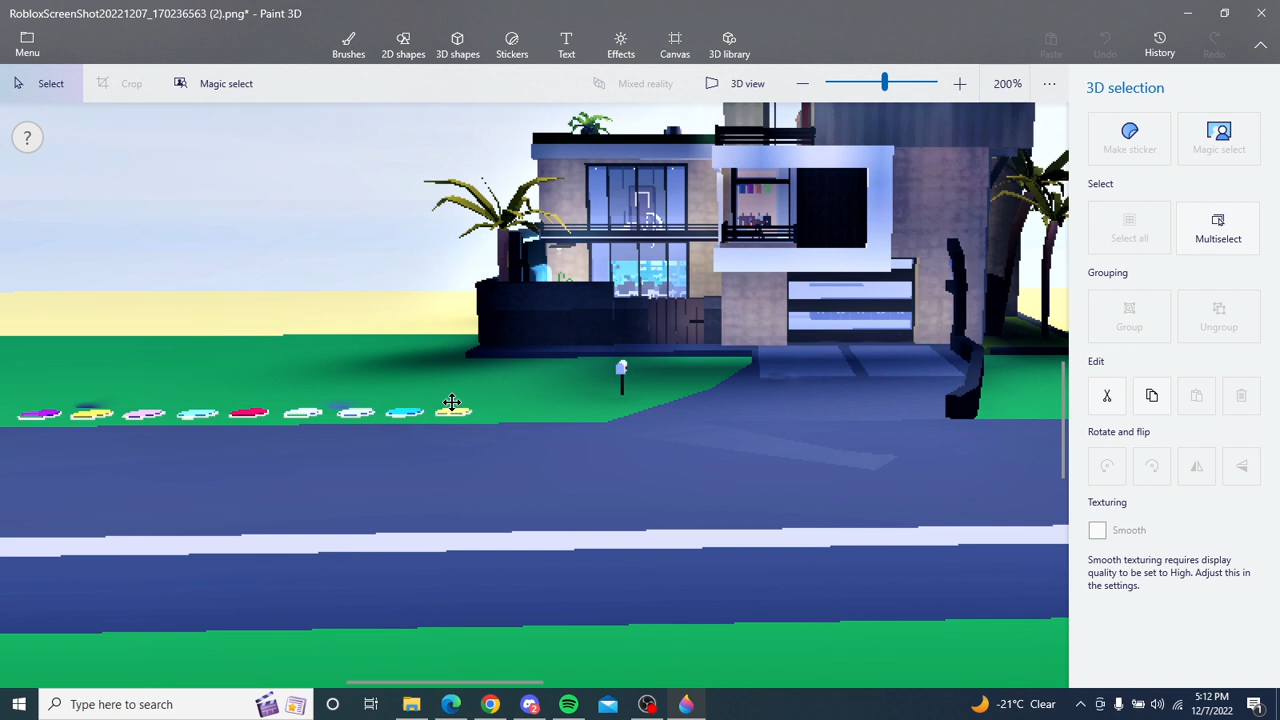 RobloxScreenShot20221207_170236563 (2).png* - Paint 3D
Menu
Brushes
2D shapes
3D shapes
Stickers
Text
Effects
Canvas
3D library
Paste
Undo
History
Redo
Select
Crop
Magic select
Mixed reality
3D view
200%
?
3D selection
Make sticker
Magic select
Select
Select all
Multiselect
Grouping
Group
Ungroup
Edit
Rotate and flip
Texturing
Smooth
Smooth texturing requires display
quality to be set to High. Adjust this in
the settings.
Type here to search
-21°C Clear
5:12 PM
12/7/2022